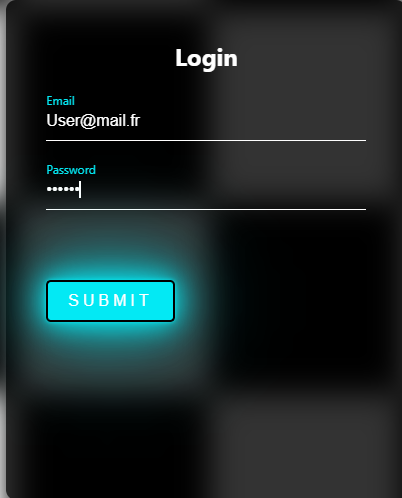 Login
Email
User@mail.fr
Password
••••••
SUBMIT